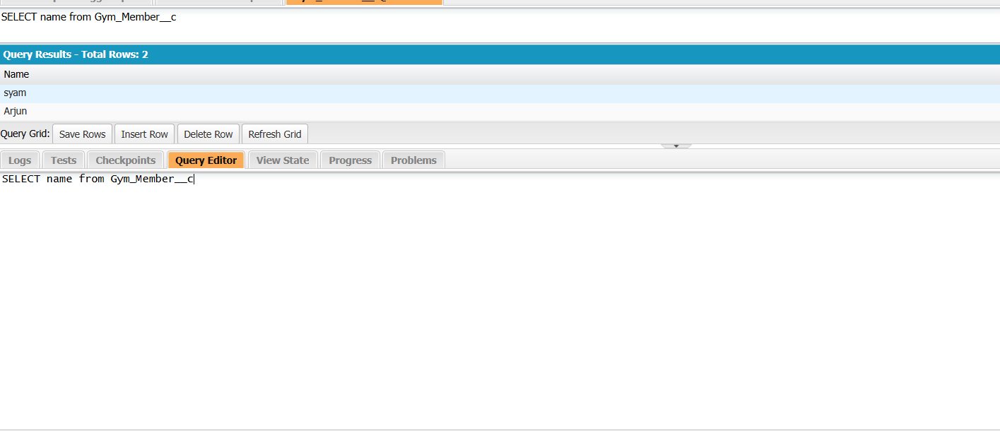 SELECT name from Gym_Member__c
Query Results - Total Rows: 2
Name
syam
Arjun
Query Grid: Save Rows Insert Row Delete Row Refresh Grid
Logs Tests Checkpoints Query Editor View State Progress Problems
SELECT name from Gym_Member__c